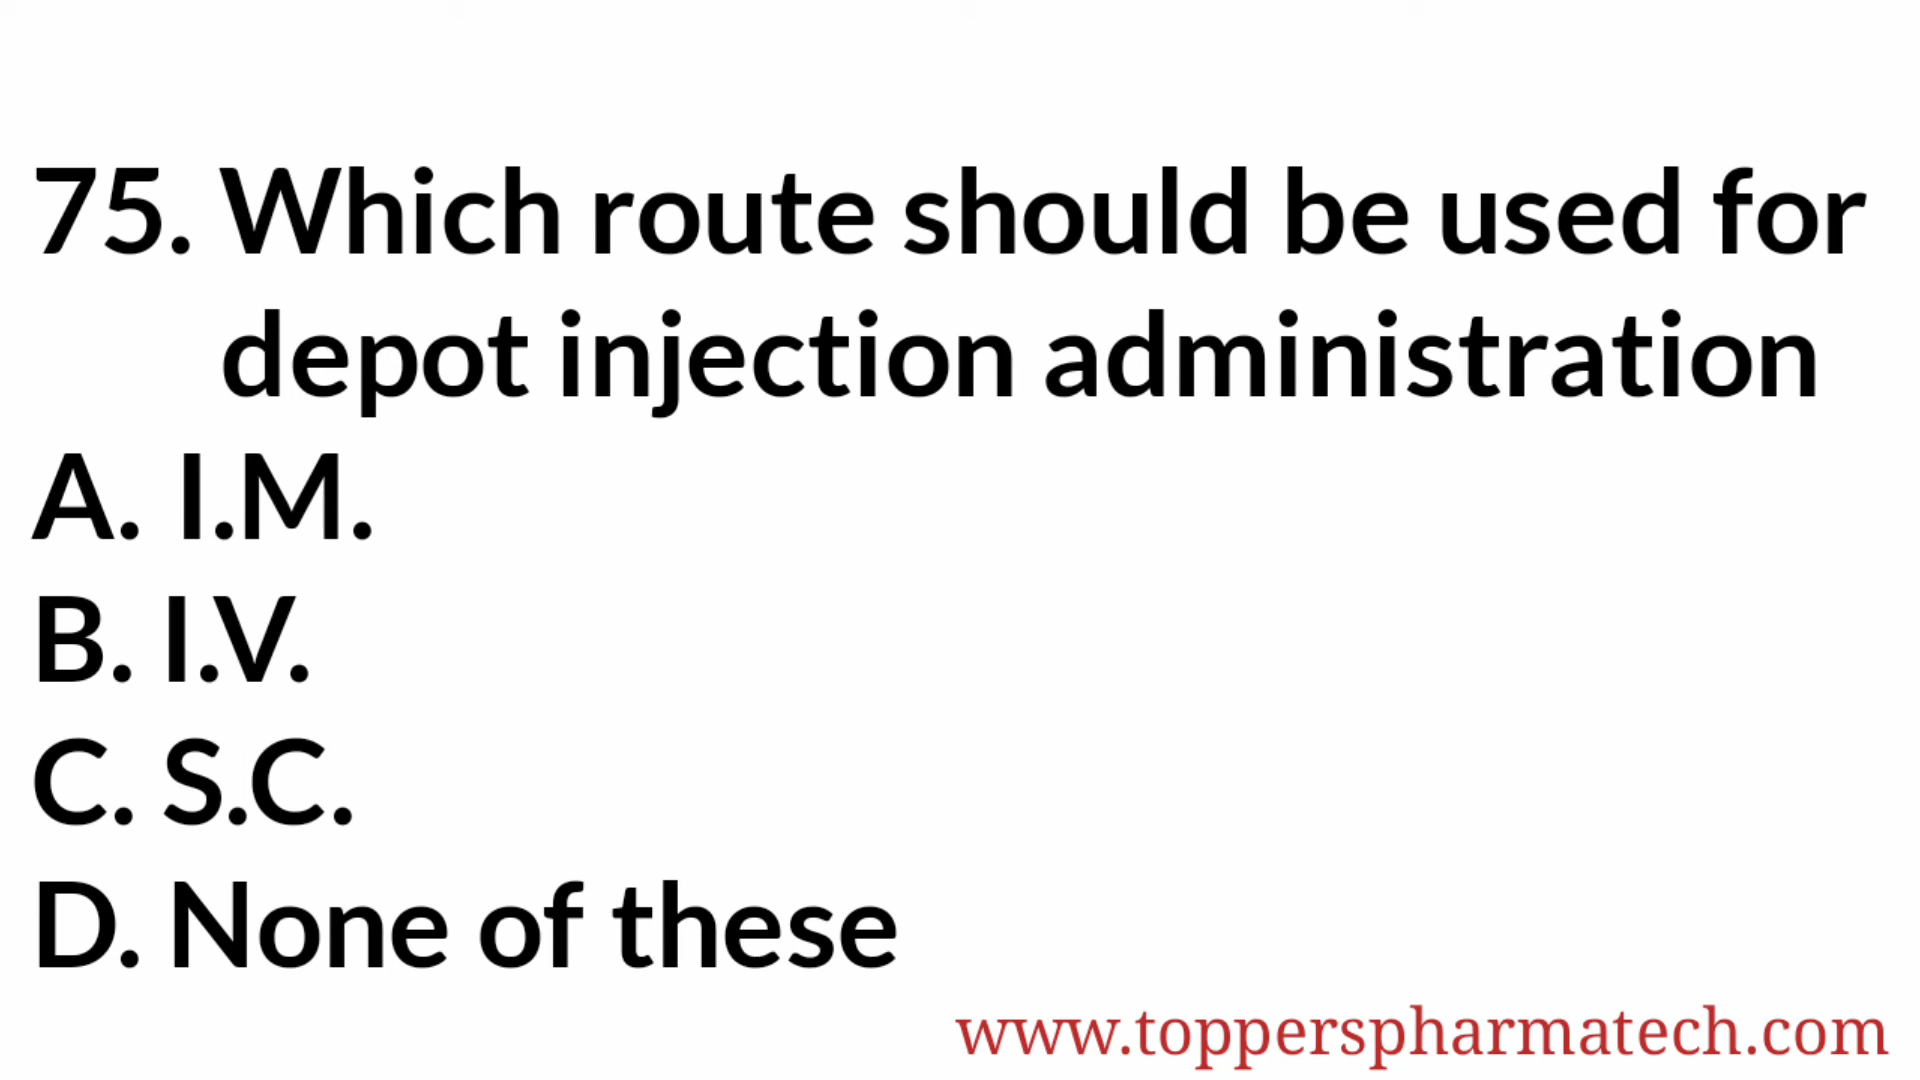 75. Which route should be used for
depot injection administration
A. I.M.
B. I.V.
C. S.C.
D. None of these
www.topperspharmatech.com